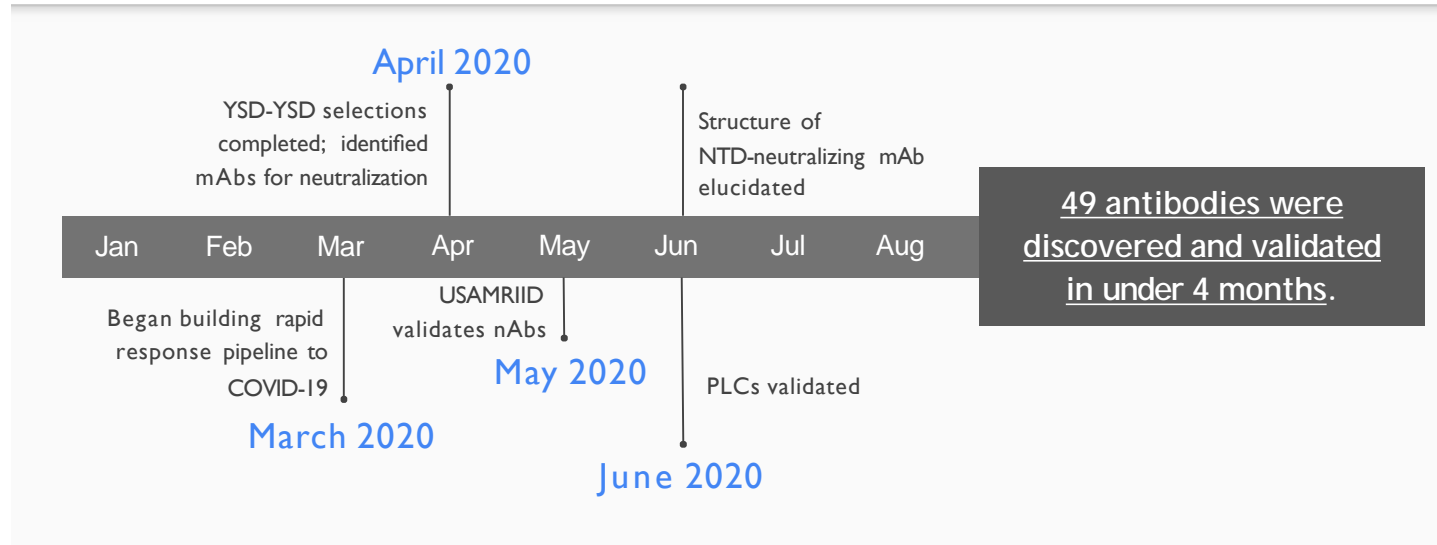 April 2020
YSD-YSD selections
completed; identified
mAbs for neutralization
Structure of
NTD-neutralizing mAb
elucidated
Jan Feb Mar Apr May Jun Jul Aug
49 antibodies were
discovered and validated
in under 4 months.
Began building rapid
response pipeline to
COVID-19
March 2020
USAMRIID
validates nAbs
May 2020
PLCs validated
June 2020